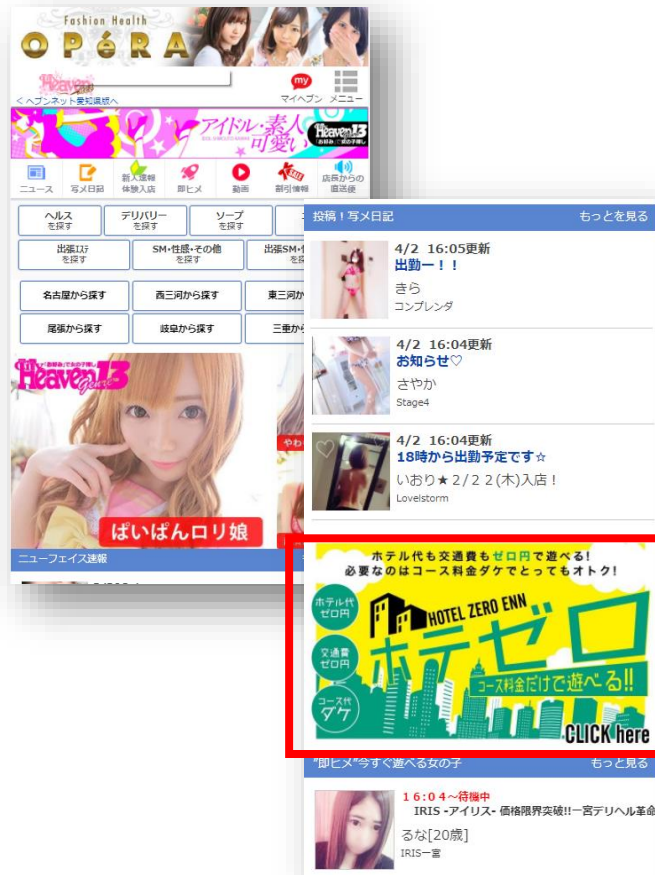 Fashion Health
OPéRA
Heaven
マイヘブン
メニュー
< ヘブンネット愛知県版へ
アイドル・素人
可愛い
Heaven13
ニュース
写メ日記
新人速報
体験入店
即ヒメ
動画
割引情報
店長からの
直送便
ヘルス
を探す
デリバリー
を探す
ソープ
を探す
出張エステ
を探す
SM・性感・その他
を探す
出張SM・
名古屋から探す
西三河から探す
東三河か
尾張から探す
岐阜から探す
三重から
Heaven13
Genre
ぱいぱんロリ娘
やわ
ニューフェイス速報
投稿！写メ日記
もっとを見る
4/2 16:05更新
出勤ー！！
きら
コンプレンダ
4/2 16:04更新
お知らせ♡
さやか
Stage4
4/2 16:04更新
18時から出勤予定です☆
いおり★2/22(木)入店！
Lovelstorm
ホテル代も交通費もゼロ円で遊べる!
必要なのはコース料金ダケでとってもオトク!
ホテル代
ゼロ円
交通費
ゼロ円
コース代
ダケ
HOTEL ZERO ENN
ホテゼロ
コース料金だけで遊べる!!
CLICK here
"即ヒメ"今すぐ遊べる女の子
もっと見る
16:04～待機中
IRIS -アイリス- 価格限界突破!!一宮デリヘル革命
るな[20歳]
IRIS一宮